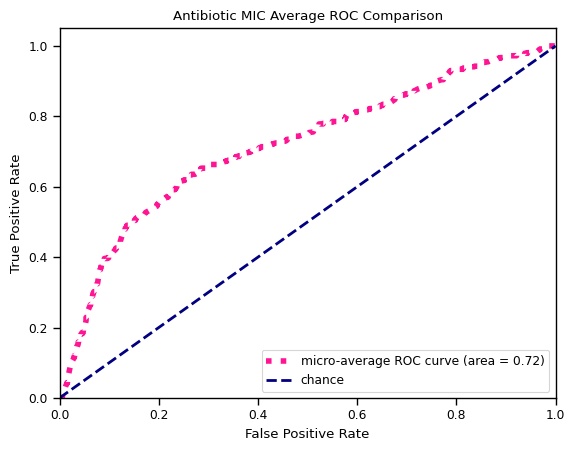 Antibiotic MIC Average ROC Comparison
True Positive Rate
1.0
0.8
0.6
0.4
0.2
0.0
0.0 0.2 0.4 0.6 0.8 1.0
False Positive Rate
micro-average ROC curve (area = 0.72)
chance